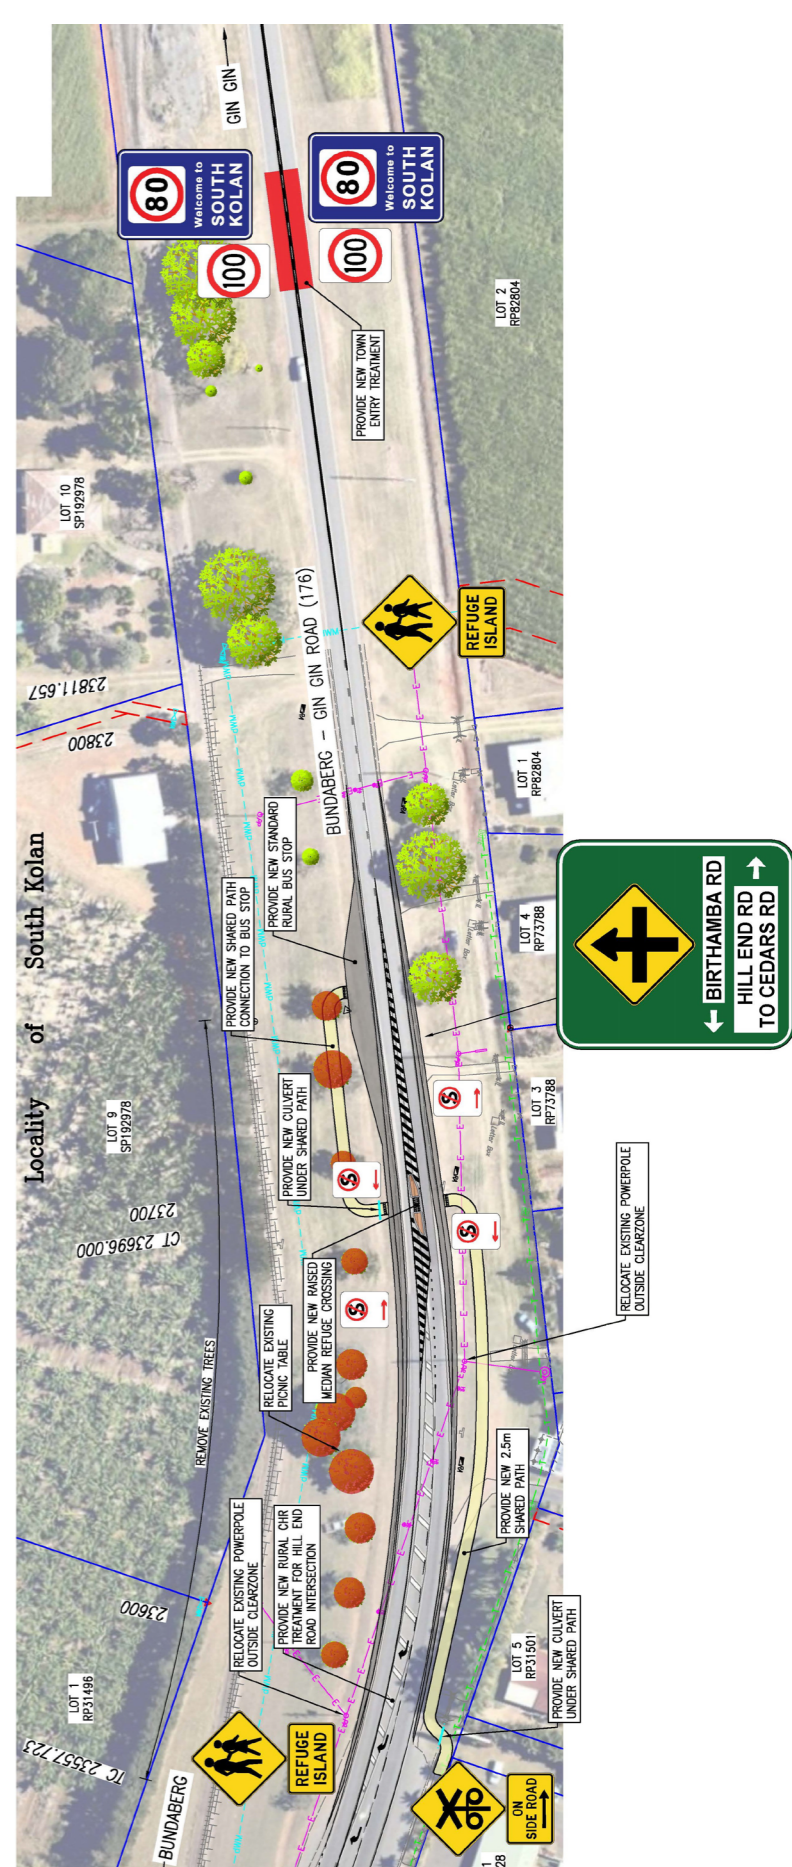 GIN GIN
80
Welcome to
SOUTH
KOLAN
100
80
Welcome to
SOUTH
KOLAN
100
LOT 2
RP82804
PROVIDE NEW TOWN
ENTRY TREATMENT
LOT 10
SP192978
BUNDABERG - GIN GIN ROAD (176)
REFUGE
ISLAND
23811.657
23800
LOT 1
RP82804
Locality of South Kolan
PROVIDE NEW STANDARD
RURAL BUS STOP
PROVIDE NEW SHARED PATH
CONNECTION TO BUS STOP
LOT 4
RP73788
← BIRTHAMBA RD
HILL END RD →
TO CEDARS RD
LOT 9
SP192978
PROVIDE NEW CULVERT
UNDER SHARED PATH
LOT 3
RP73788
23700
CT 23696.000
S
S
S
S
RELOCATE EXISTING POWERPOLE
OUTSIDE CLEARZONE
PROVIDE NEW RAISED
MEDIAN REFUGE CROSSING
RELOCATE EXISTING
PICNIC TABLE
REMOVE EXISTING TREES
RELOCATE EXISTING POWERPOLE
OUTSIDE CLEARZONE
PROVIDE NEW RURAL CHR
TREATMENT FOR HILL END
ROAD INTERSECTION
PROVIDE NEW 2.5m
SHARED PATH
23600
LOT 5
RP31501
PROVIDE NEW CULVERT
UNDER SHARED PATH
LOT 1
RP31496
TC 23557.723
BUNDABERG
REFUGE
ISLAND
ON
SIDE ROAD